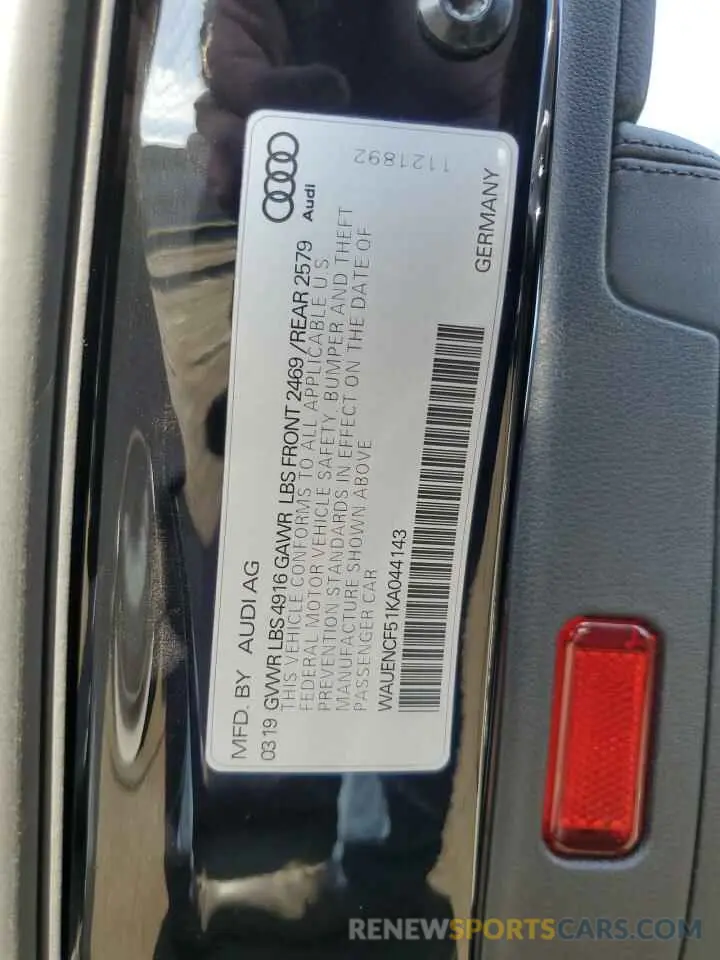 MFD. BY AUDI AG
0319 GVWR LBS 4916 GAWR LBS FRONT 2469 / REAR 2579
THIS VEHICLE CONFORMS TO ALL APPLICABLE U.S.
FEDERAL MOTOR VEHICLE SAFETY, BUMPER AND THEFT
PREVENTION STANDARDS IN EFFECT ON THE DATE OF
MANUFACTURE SHOWN ABOVE
PASSENGER CAR
WAUENCF51KA044143
Audi
1121892
GERMANY
RENEWSPORTSCARS.COM